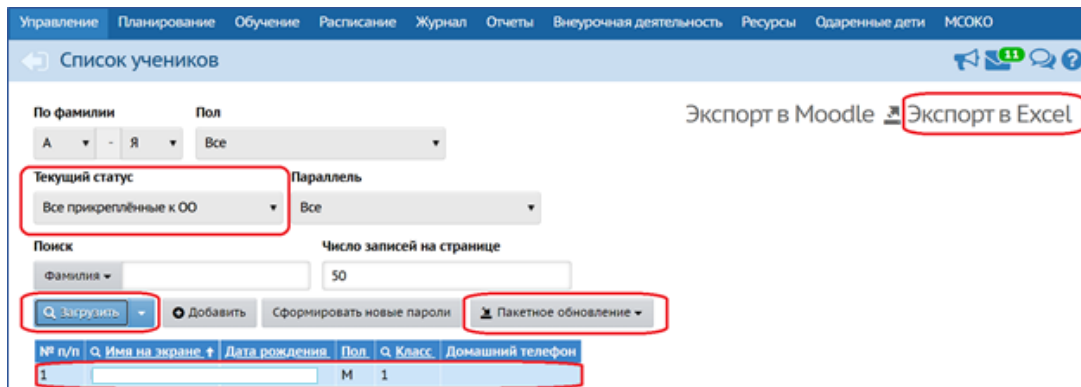 Управление Планирование Обучение Расписание Журнал Отчеты Внеурочная деятельность Ресурсы Одаренные дети МСОКО
Список учеников 11 ?
По фамилии Пол Экспорт в Moodle Экспорт в Excel
А - Я Все
Текущий статус Параллель
Все прикреплённые к ОО Все
Поиск Число записей на странице
Фамилия 50
Загрузить Добавить Сформировать новые пароли Пакетное обновление
№ п/п Имя на экране Дата рождения Пол Класс Домашний телефон
1 М 1